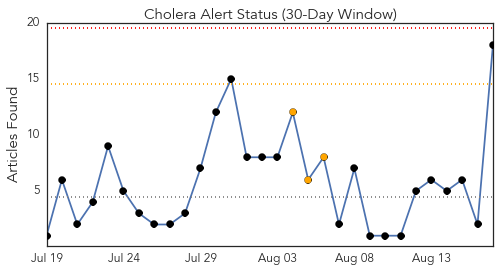 Cholera Alert Status (30-Day Window)
20
15
10
5
Articles Found
Jul 19 Jul 24 Jul 29 Aug 03 Aug 08 Aug 13